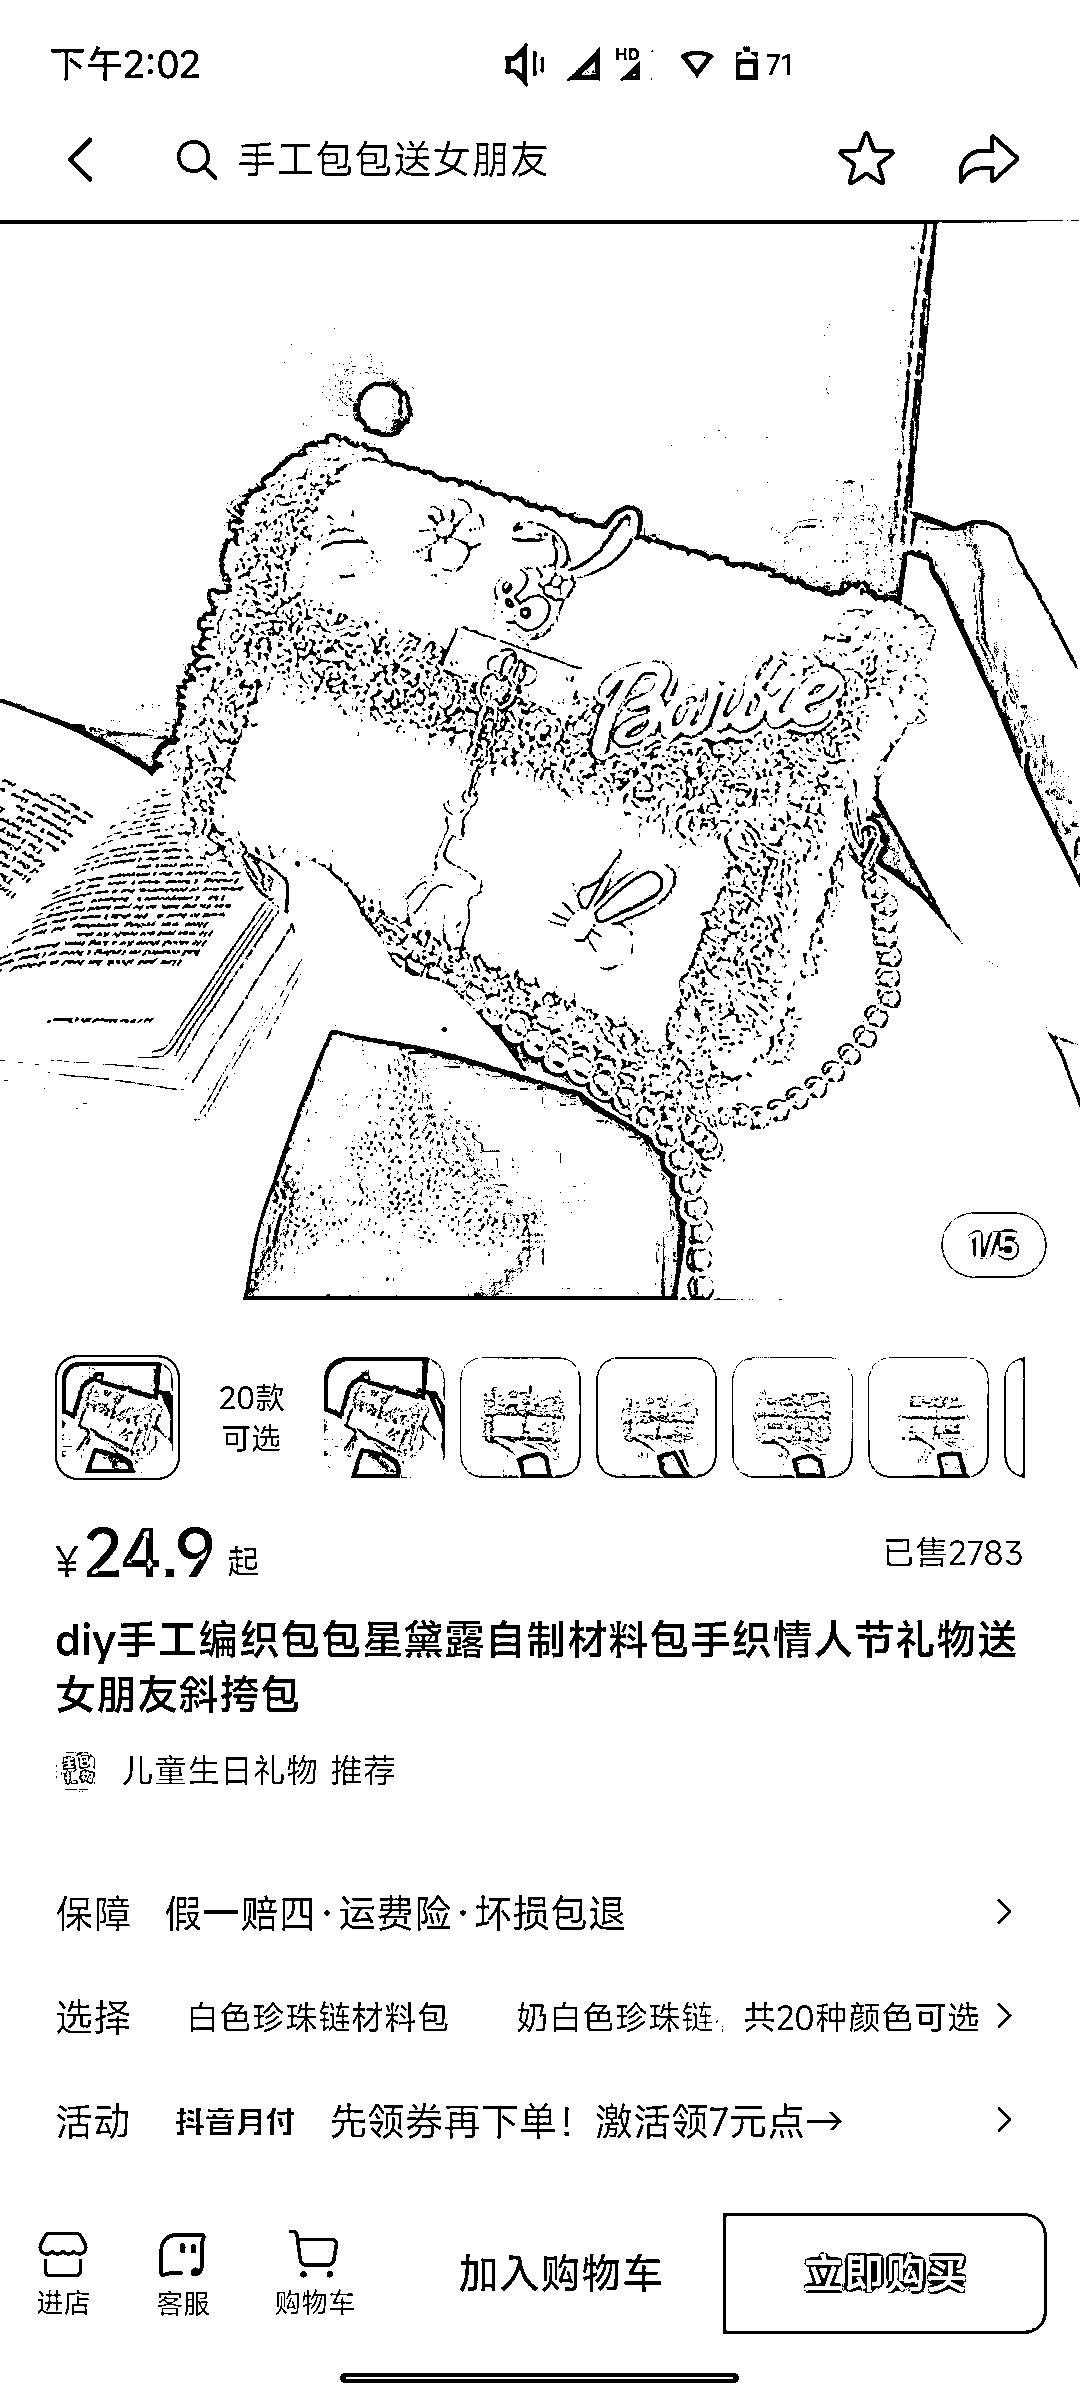 下午2:02
HD
71
手工包包送女朋友
Barbie
1/5
20款
可选
¥24.9 起
已售2783
diy手工编织包包星黛露自制材料包手织情人节礼物送
女朋友斜挎包
儿童生日礼物 推荐
保障 假一赔四·运费险·坏损包退
选择 白色珍珠链材料包 奶白色珍珠链 共20种颜色可选
活动 抖音月付 先领券再下单！激活领7元点→
进店
客服
购物车
加入购物车
立即购买